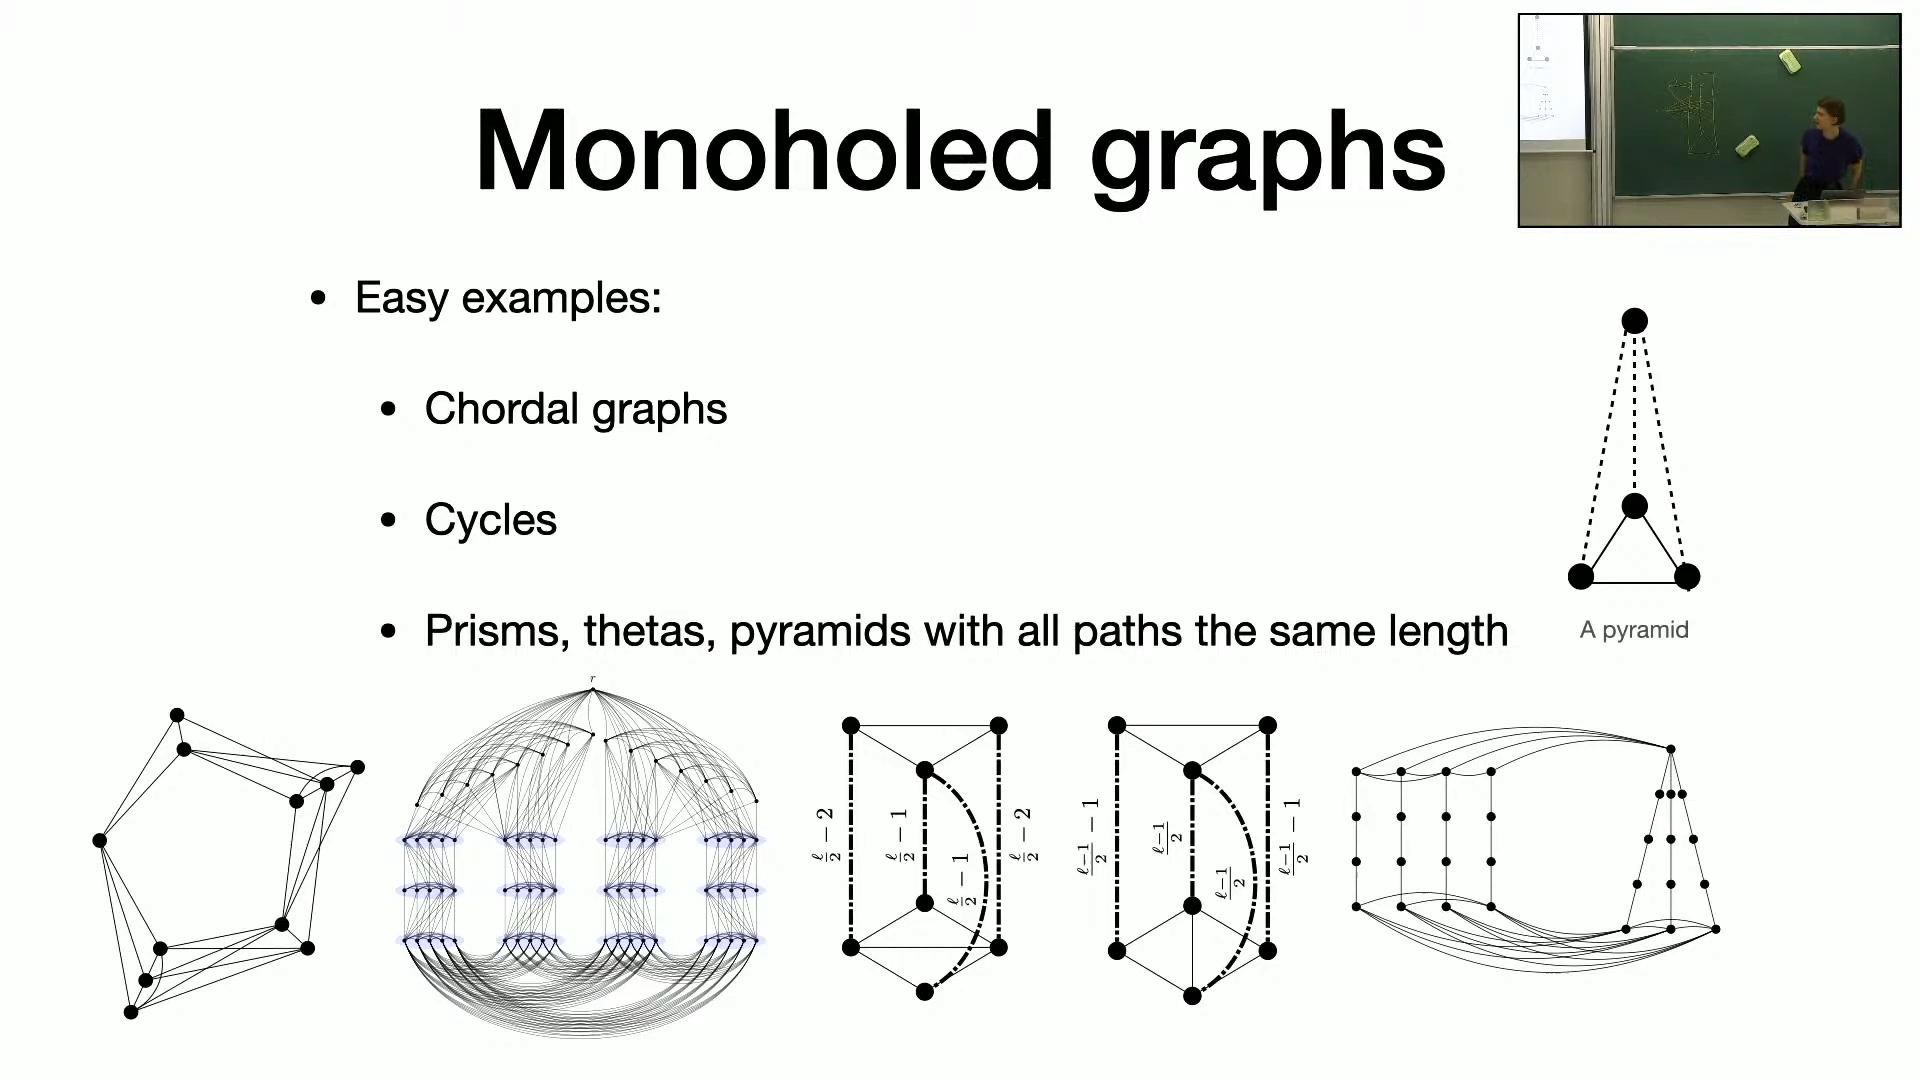 Monoholed graphs
• Easy examples:
• Chordal graphs
• Cycles
• Prisms, thetas, pyramids with all paths the same length
A pyramid
r
ℓ/2 − 2
ℓ/2 − 1
ℓ/2 − 1
ℓ/2 − 2
(ℓ−1)/2 − 1
(ℓ−1)/2
(ℓ−1)/2
(ℓ−1)/2 − 1